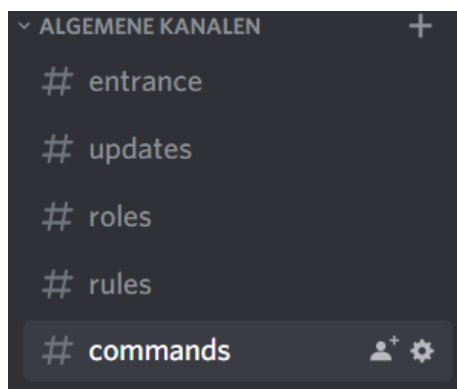 ALGEMENE KANALEN
# entrance
# updates
# roles
# rules
# commands